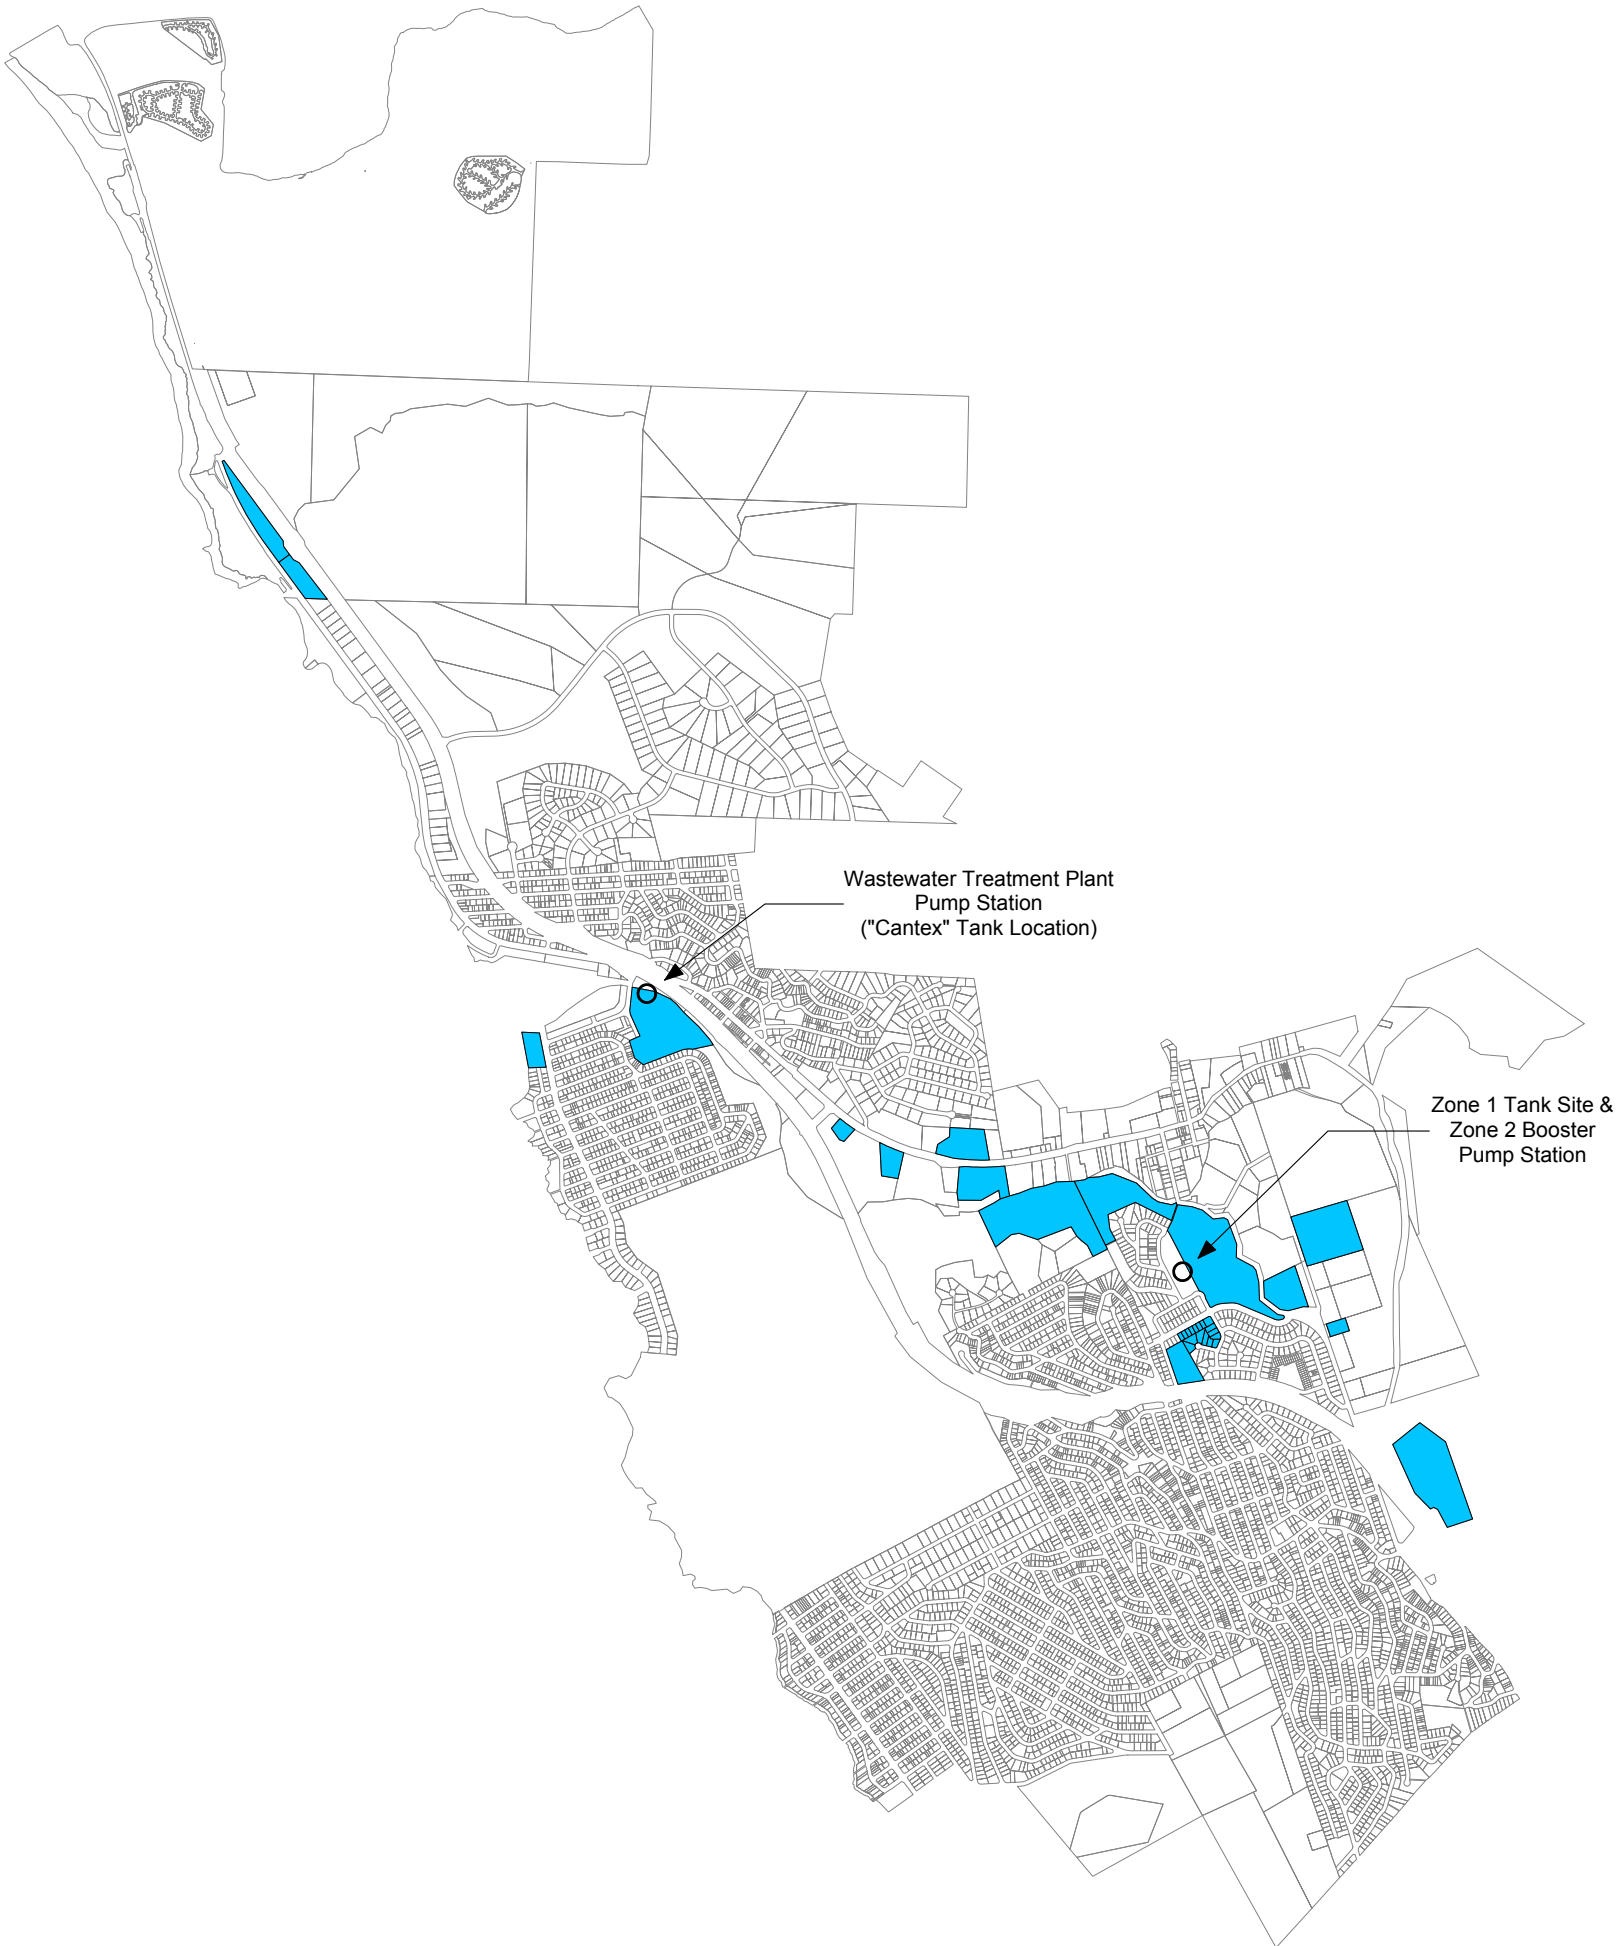 Wastewater Treatment Plant
Pump Station
("Cantex" Tank Location)
Zone 1 Tank Site &
Zone 2 Booster
Pump Station